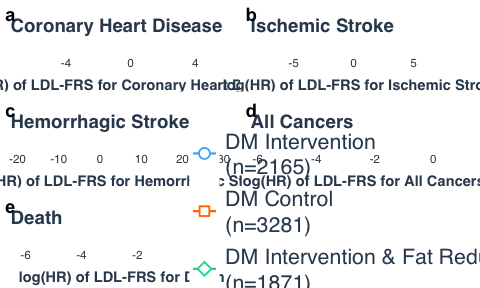 a
Coronary Heart Disease
-4 0 4
HR) of LDL-FRS for Coronary Heart
b
Ischemic Stroke
-5 0 5
log(HR) of LDL-FRS for Ischemic Stro
c
Hemorrhagic Stroke
-20 -10 0 10 20 30
HR) of LDL-FRS for Hemorrh
d
All Cancers
-6 -4 -2 0
log(HR) of LDL-FRS for All Cancers
e
Death
-6 -4 -2
log(HR) of LDL-FRS for D
DM Intervention
(n=2165)
DM Control
(n=3281)
DM Intervention & Fat Redu
(n=1871)